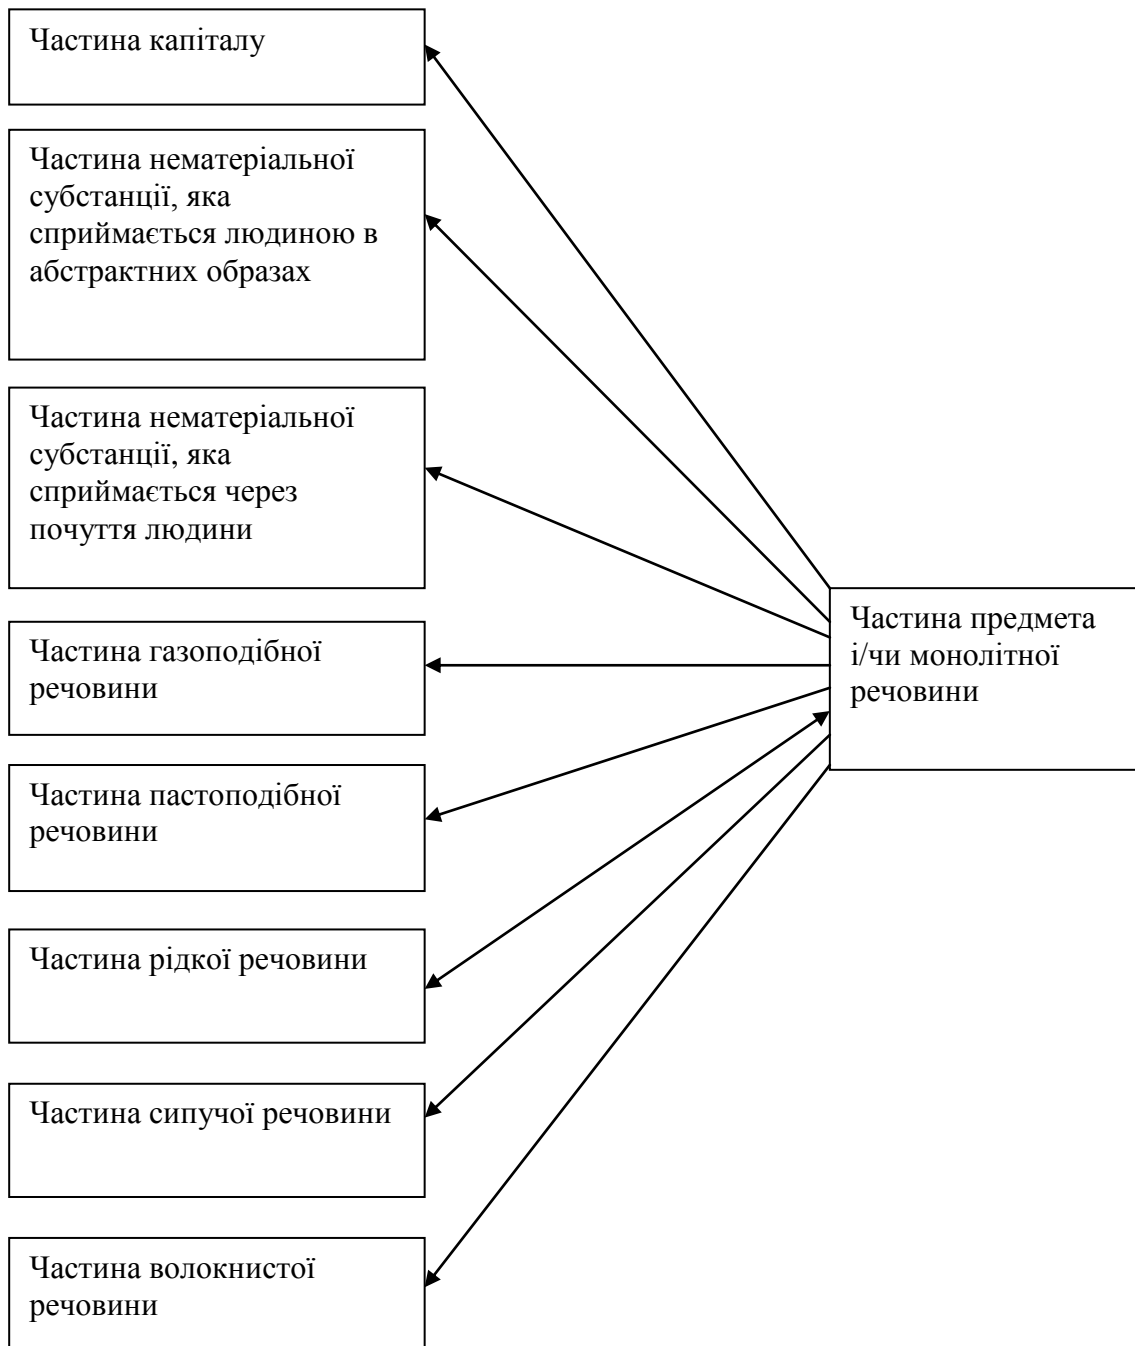 Частина капіталу
Частина нематеріальної
субстанції, яка
сприймається людиною в
абстрактних образах
Частина нематеріальної
субстанції, яка
сприймається через
почуття людини
Частина газоподібної
речовини
Частина пастоподібної
речовини
Частина рідкої речовини
Частина сипучої речовини
Частина волокнистої
речовини
Частина предмета
і/чи монолітної
речовини